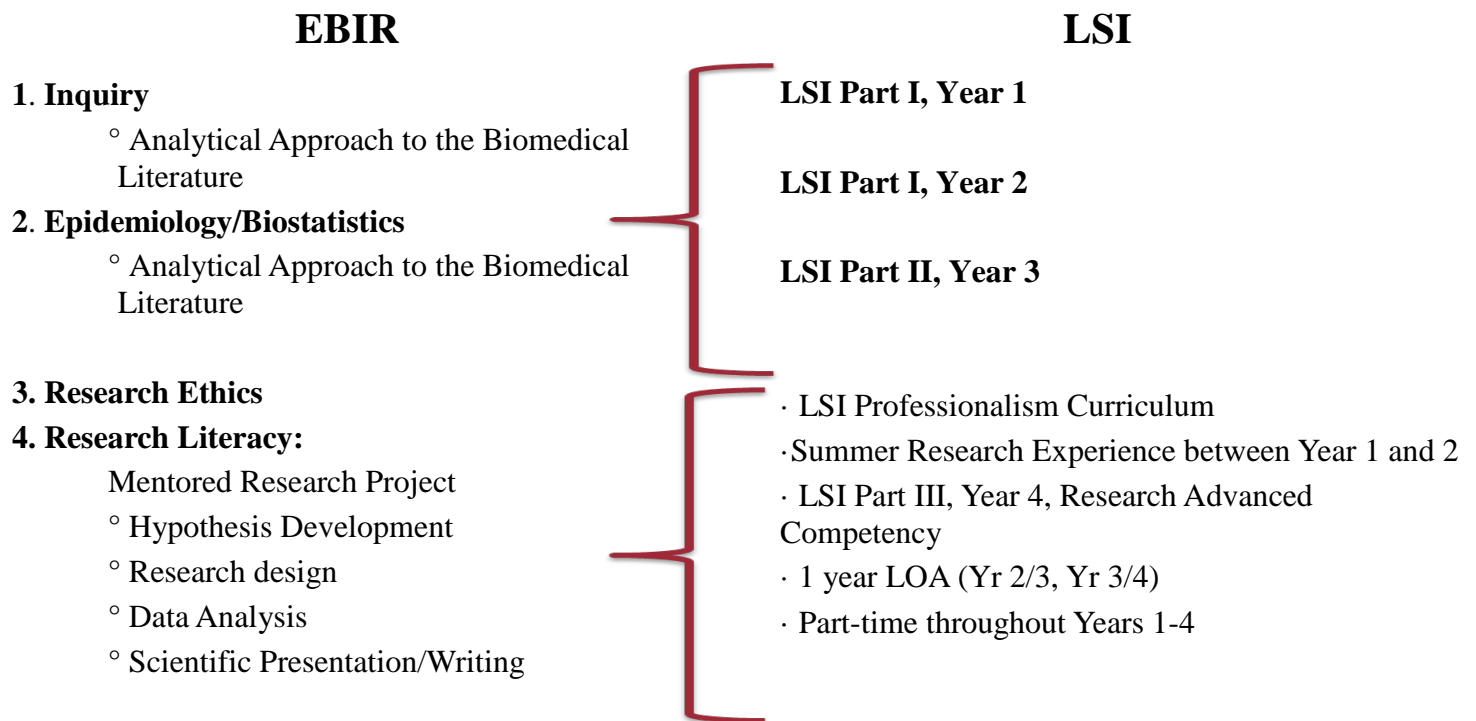 EBIR
1. Inquiry
° Analytical Approach to the Biomedical
Literature
2. Epidemiology/Biostatistics
° Analytical Approach to the Biomedical
Literature
3. Research Ethics
4. Research Literacy:
Mentored Research Project
° Hypothesis Development
° Research design
° Data Analysis
° Scientific Presentation/Writing
LSI
LSI Part I, Year 1
LSI Part I, Year 2
LSI Part II, Year 3
· LSI Professionalism Curriculum
·Summer Research Experience between Year 1 and 2
· LSI Part III, Year 4, Research Advanced
Competency
· 1 year LOA (Yr 2/3, Yr 3/4)
· Part-time throughout Years 1-4